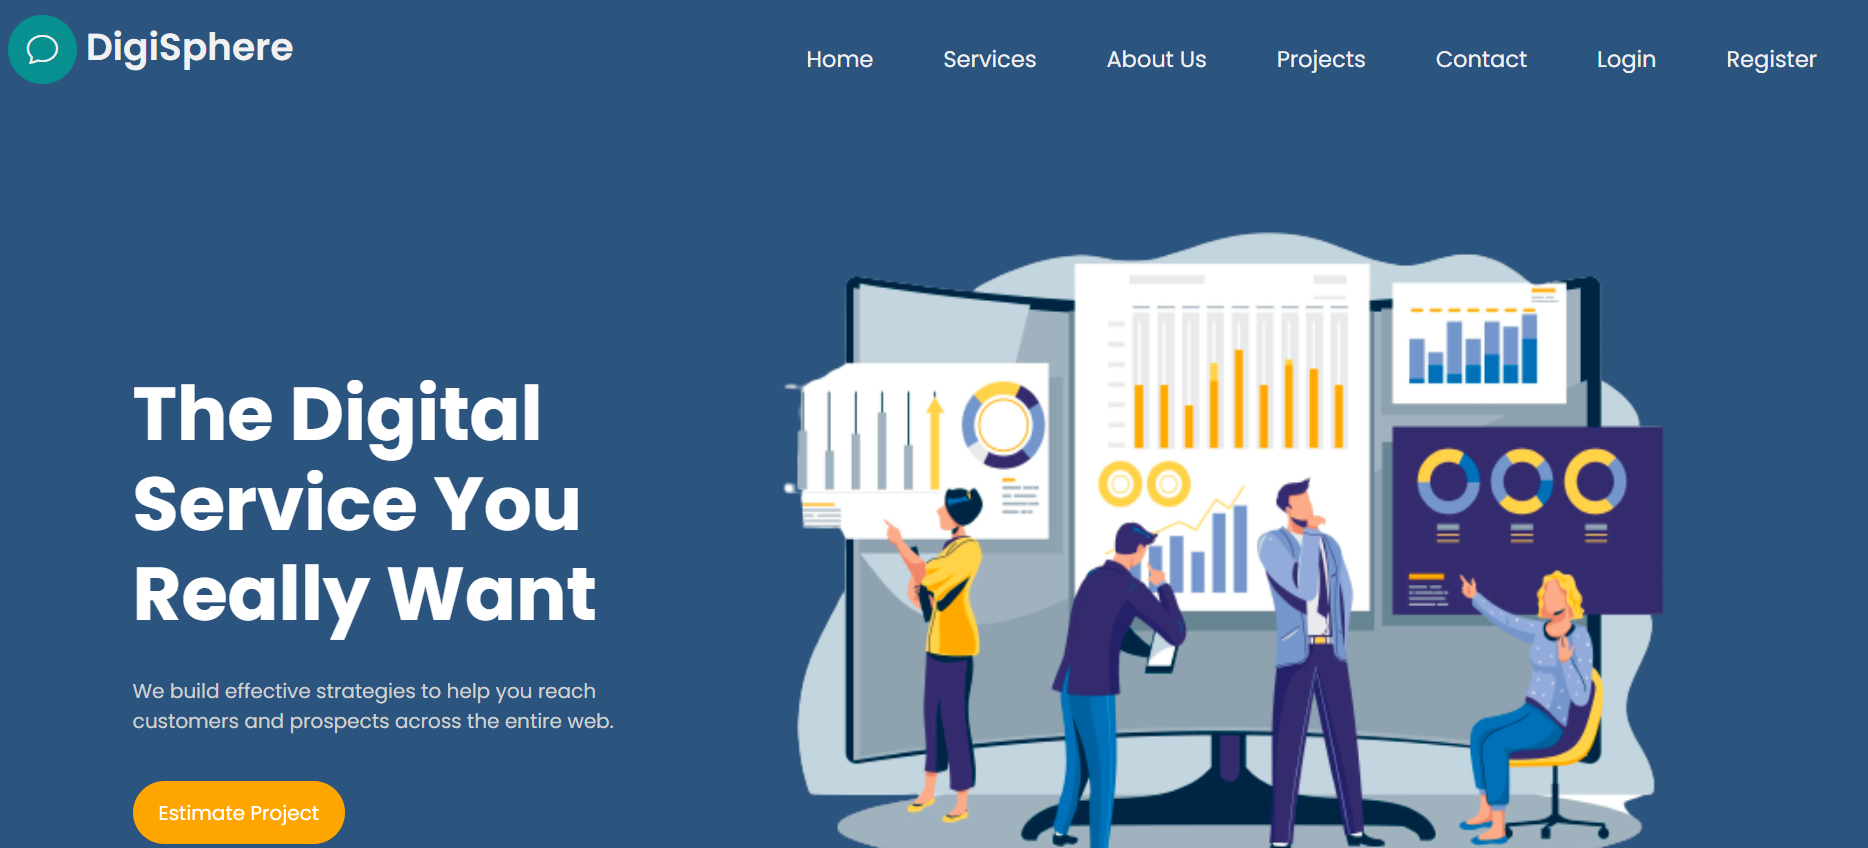 DigiSphere
Home Services About Us Projects Contact Login Register
The Digital
Service You
Really Want
We build effective strategies to help you reach
customers and prospects across the entire web.
Estimate Project